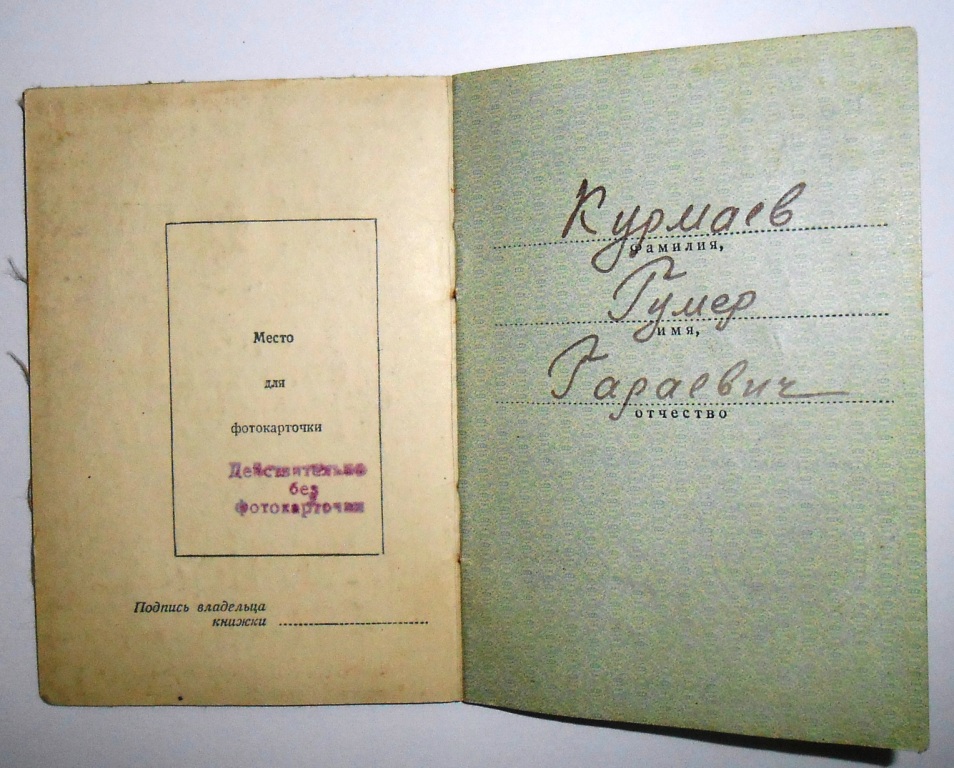 Место
для
фотокарточки
Действительно
без
фотокарточки
Подпись владельца
книжки
Курмаев
фамилия,
Гумер
имя,
Гараевич
отчество